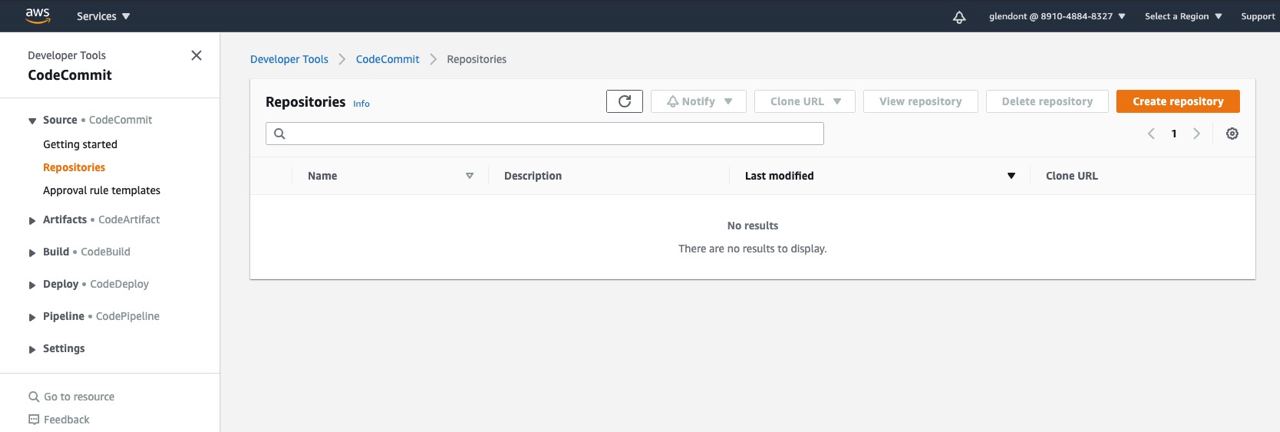 aws Services glendont @ 8910-4884-8327 Select a Region Support
Developer Tools
CodeCommit
Source • CodeCommit
Getting started
Repositories
Approval rule templates
Artifacts • CodeArtifact
Build • CodeBuild
Deploy • CodeDeploy
Pipeline • CodePipeline
Settings
Go to resource
Feedback
Developer Tools CodeCommit Repositories
Repositories Info Notify Clone URL View repository Delete repository Create repository
1
Name Description Last modified Clone URL
No results
There are no results to display.